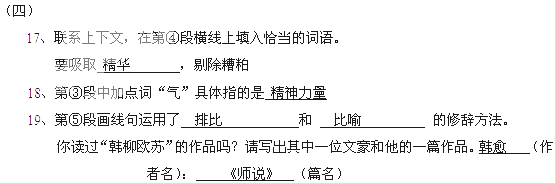 （四）
17、联系上下文，在第④段横线上填入恰当的词语。
要吸取 精华 ，剔除糟粕
18、第③段中加点词“气”具体指的是 精神力量
19、第⑤段画线句运用了 排比 和 比喻 的修辞方法。
你读过“韩柳欧苏”的作品吗？请写出其中一位文豪和他的一篇作品。韩愈 （作
者名）： 《师说》 （篇名）